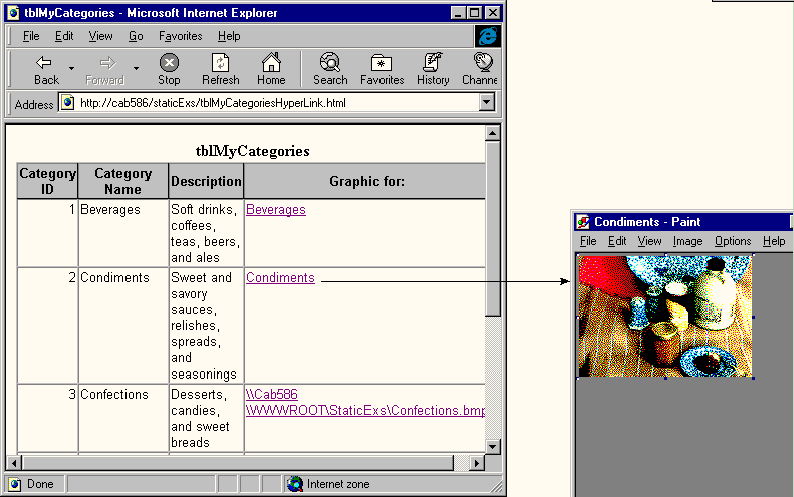 tblMyCategories - Microsoft Internet Explorer
File Edit View Go Favorites Help
Back Forward Stop Refresh Home Search Favorites History Channe
Address http://cab586/staticExs/tblMyCategoriesHyperLink.html
tblMyCategories
Category ID Category Name Description Graphic for:
1 Beverages Soft drinks, Beverages
coffees,
teas, beers,
and ales
2 Condiments Sweet and Condiments
savory
sauces,
relishes,
spreads,
and
seasonings
3 Confections Desserts, \\Cab586
candies, \WWWROOT\StaticExs\Confections.bmp
and sweet
breads
Done Internet zone
Condiments - Paint
File Edit View Image Options Help